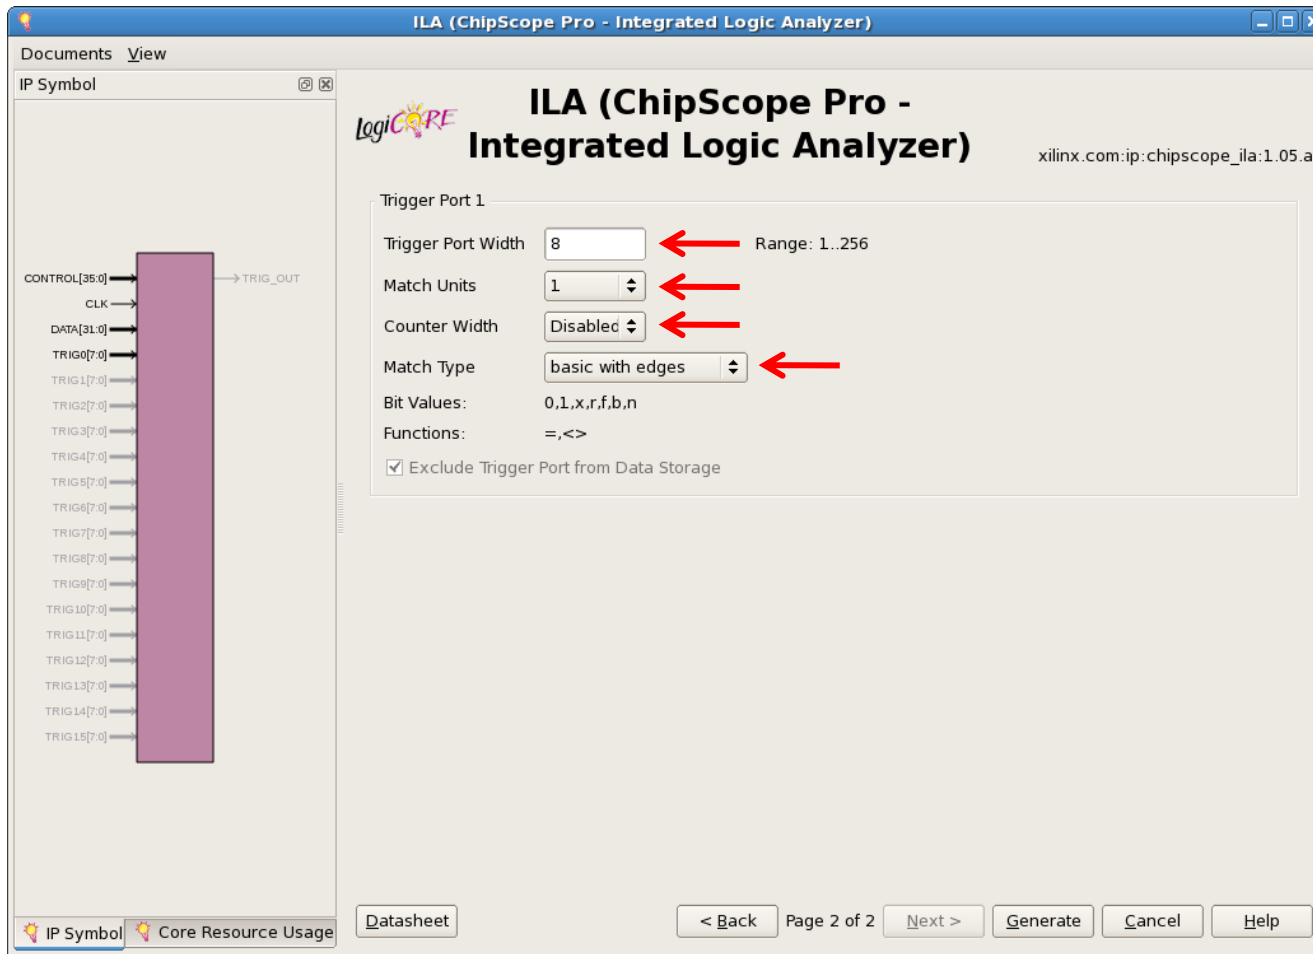 ILA (ChipScope Pro - Integrated Logic Analyzer)
Documents View
IP Symbol
CONTROL[35:0]
TRIG_OUT
CLK
DATA[31:0]
TRIG0[7:0]
TRIG1[7:0]
TRIG2[7:0]
TRIG3[7:0]
TRIG4[7:0]
TRIG5[7:0]
TRIG6[7:0]
TRIG7[7:0]
TRIG8[7:0]
TRIG9[7:0]
TRIG10[7:0]
TRIG11[7:0]
TRIG12[7:0]
TRIG13[7:0]
TRIG14[7:0]
TRIG15[7:0]
IP Symbol
Core Resource Usage
logiCORE
ILA (ChipScope Pro -
Integrated Logic Analyzer)
xilinx.com:ip:chipscope_ila:1.05.a
Trigger Port 1
Trigger Port Width 8 Range: 1..256
Match Units 1
Counter Width Disabled
Match Type basic with edges
Bit Values: 0,1,x,r,f,b,n
Functions: =,<>
Exclude Trigger Port from Data Storage
Datasheet
< Back Page 2 of 2 Next > Generate Cancel Help